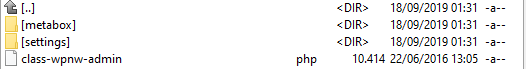 [..] <DIR> 18/09/2019 01:31 -a--
[metabox] <DIR> 18/09/2019 01:31 -a--
[settings] <DIR> 18/09/2019 01:31 -a--
class-wpnw-admin php 10.414 22/06/2016 13:05 -a--